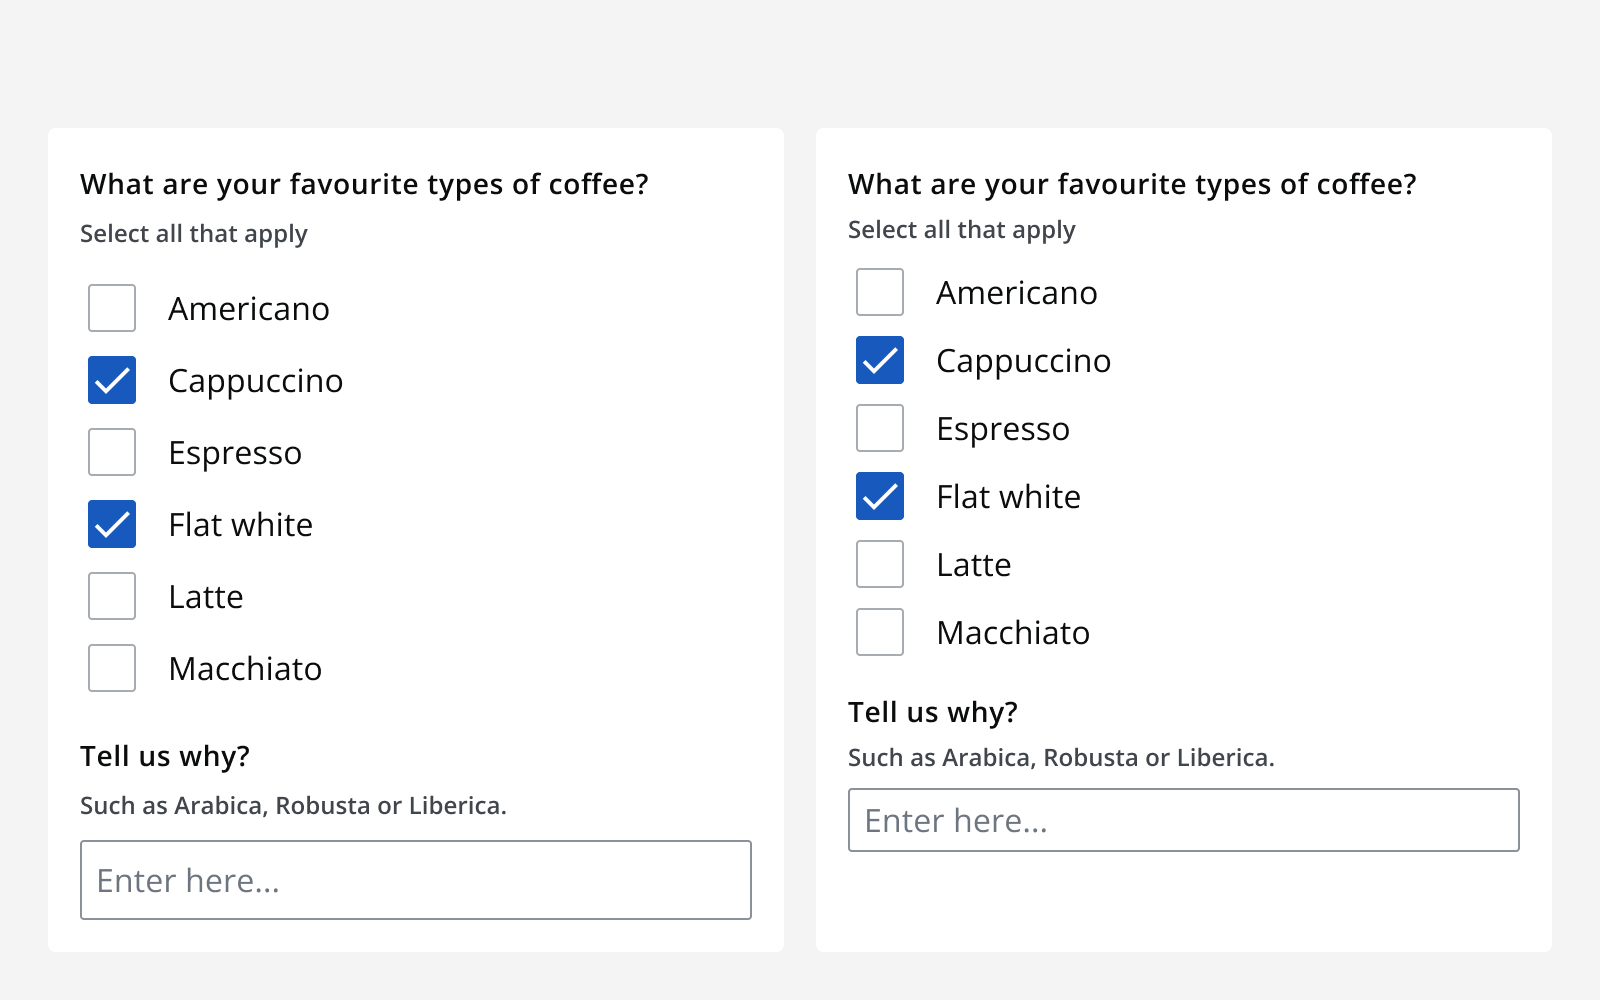 What are your favourite types of coffee?
Select all that apply
Americano
Cappuccino
Espresso
Flat white
Latte
Macchiato
Tell us why?
Such as Arabica, Robusta or Liberica.
Enter here...
What are your favourite types of coffee?
Select all that apply
Americano
Cappuccino
Espresso
Flat white
Latte
Macchiato
Tell us why?
Such as Arabica, Robusta or Liberica.
Enter here...